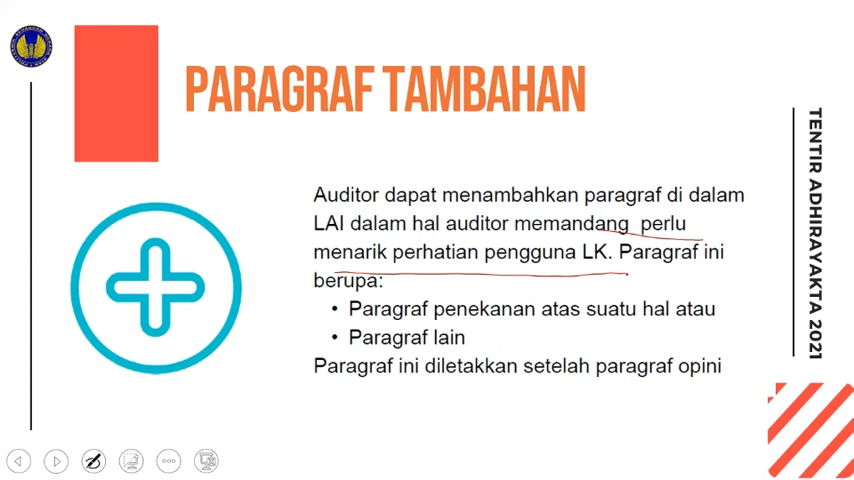 PARAGRAF TAMBAHAN
Auditor dapat menambahkan paragraf di dalam
LAI dalam hal auditor memandang perlu
menarik perhatian pengguna LK. Paragraf ini
berupa:
• Paragraf penekanan atas suatu hal atau
• Paragraf lain
Paragraf ini diletakkan setelah paragraf opini
TENTIR ADHIRAYAKTA 2021